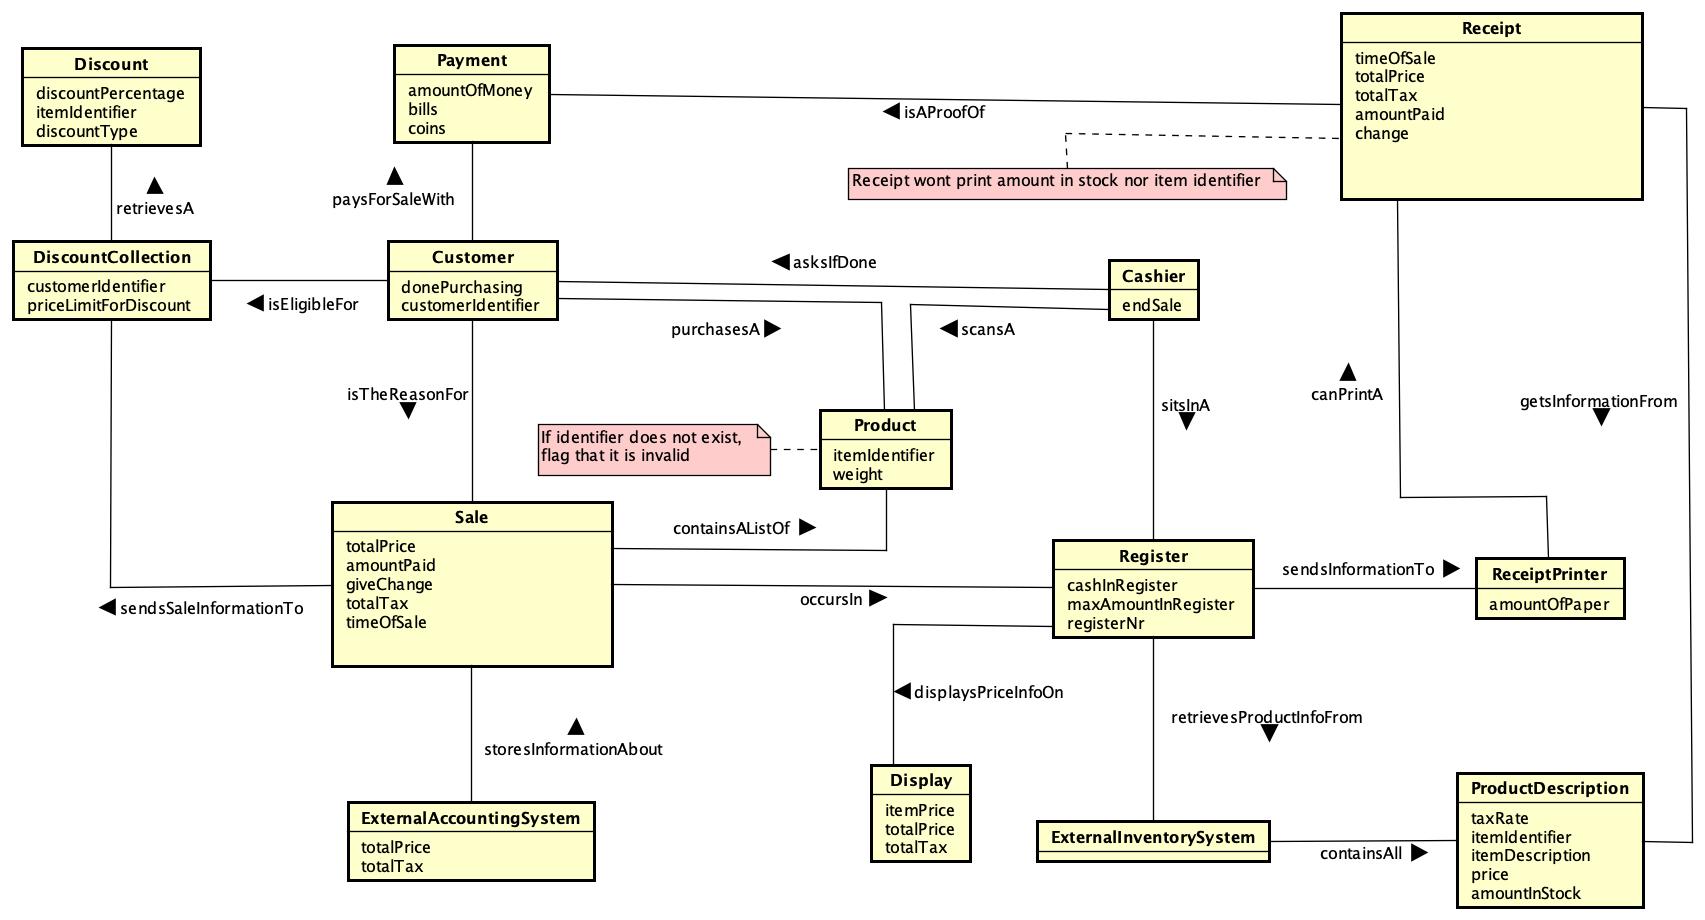 Receipt
timeOfSale
totalPrice
totalTax
amountPaid
change
Discount
discountPercentage
itemIdentifier
discountType
Payment
amountOfMoney
bills
coins
isAProofOf
Receipt wont print amount in stock nor item identifier
retrievesA
paysForSaleWith
DiscountCollection
customerIdentifier
priceLimitForDiscount
isEligibleFor
Customer
donePurchasing
customerIdentifier
asksIfDone
Cashier
endSale
purchasesA
scansA
isTheReasonFor
sitsInA
canPrintA
getsInformationFrom
If identifier does not exist,
flag that it is invalid
Product
itemIdentifier
weight
Sale
totalPrice
amountPaid
giveChange
totalTax
timeOfSale
containsAListOf
Register
cashInRegister
maxAmountInRegister
registerNr
sendsInformationTo
ReceiptPrinter
amountOfPaper
sendsSaleInformationTo
occursIn
displaysPriceInfoOn
retrievesProductInfoFrom
storesInformationAbout
ExternalAccountingSystem
totalPrice
totalTax
Display
itemPrice
totalPrice
totalTax
ExternalInventorySystem
containsAll
ProductDescription
taxRate
itemIdentifier
itemDescription
price
amountInStock